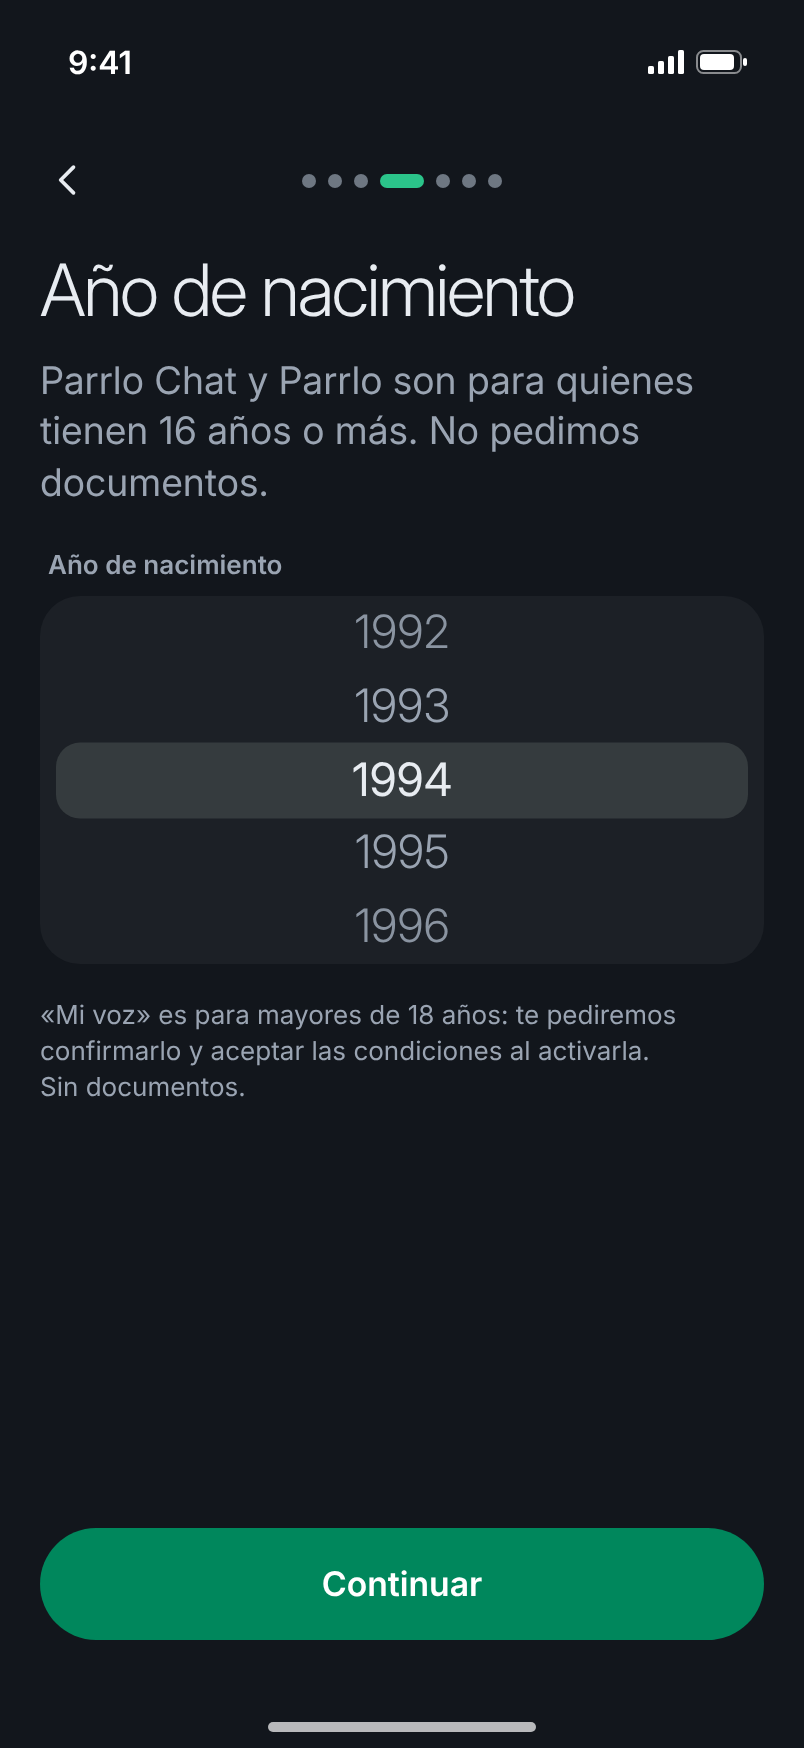 9:41
Año de nacimiento
Parrlo Chat y Parrlo son para quienes
tienen 16 años o más. No pedimos
documentos.
Año de nacimiento
1992
1993
1994
1995
1996
«Mi voz» es para mayores de 18 años: te pediremos
confirmarlo y aceptar las condiciones al activarla.
Sin documentos.
Continuar